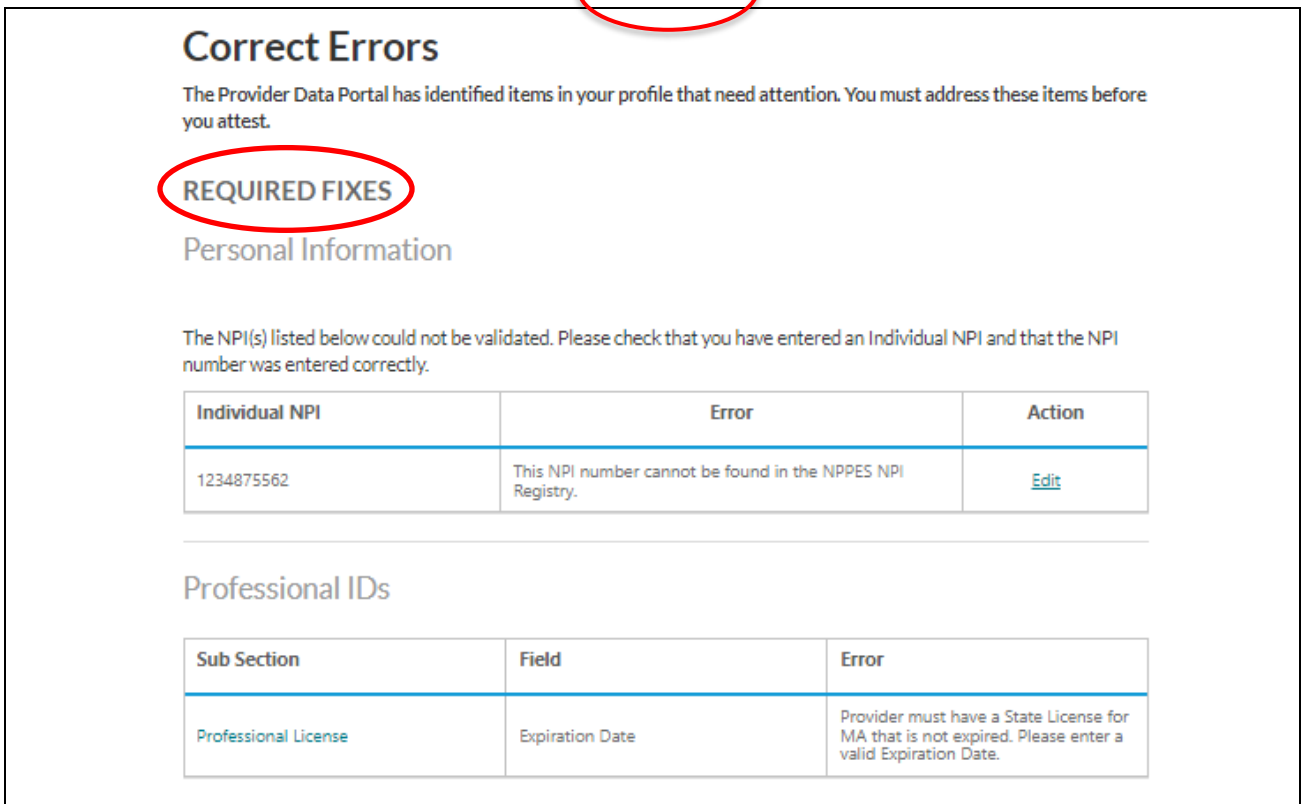 Correct Errors
The Provider Data Portal has identified items in your profile that need attention. You must address these items before
you attest.
REQUIRED FIXES
Personal Information
The NPI(s) listed below could not be validated. Please check that you have entered an Individual NPI and that the NPI
number was entered correctly.
Individual NPI Error Action
1234875562 This NPI number cannot be found in the NPPES NPI Edit
Registry.
Professional IDs
Sub Section Field Error
Professional License Expiration Date Provider must have a State License for
MA that is not expired. Please enter a
valid Expiration Date.